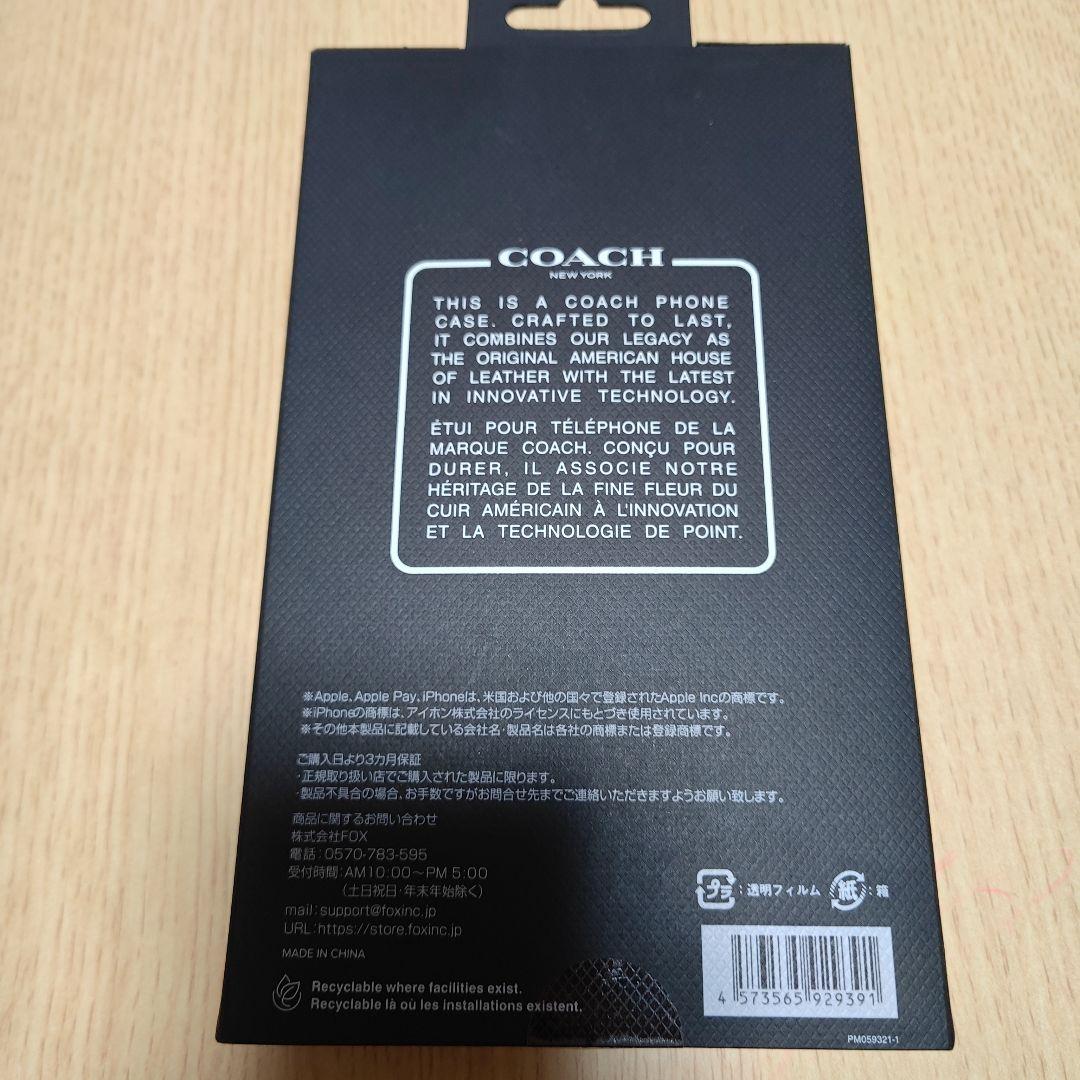 COACH
NEW YORK
THIS IS A COACH PHONE
CASE. CRAFTED TO LAST,
IT COMBINES OUR LEGACY AS
THE ORIGINAL AMERICAN HOUSE
OF LEATHER WITH THE LATEST
IN INNOVATIVE TECHNOLOGY.
ÉTUI POUR TÉLÉPHONE DE LA
MARQUE COACH. CONÇU POUR
DURER, IL ASSOCIE NOTRE
HÉRITAGE DE LA FINE FLEUR DU
CUIR AMÉRICAIN À L'INNOVATION
ET LA TECHNOLOGIE DE POINT.
※Apple、Apple Pay、iPhoneは、米国および他の国々で登録されたApple Incの商標です。
※iPhoneの商標は、アイホン株式会社のライセンスにもとづき使用されています。
※その他本製品に記載している会社名・製品名は各社の商標または登録商標です。
ご購入日より3カ月保証
・正規取り扱い店でご購入された製品に限ります。
・製品不具合の場合、お手数ですがお問合せ先までご連絡いただきますようお願い致します。
商品に関するお問い合わせ
株式会社FOX
電話：0570-783-595
受付時間：AM10:00～PM5:00
（土日祝日・年末年始除く）
mail：support@foxinc.jp
URL：https://store.foxinc.jp
MADE IN CHINA
Recyclable where facilities exist.
Recyclable là où les installations existent.
プラ：透明フィルム 紙：箱
4 573565 929391
PM059321-1